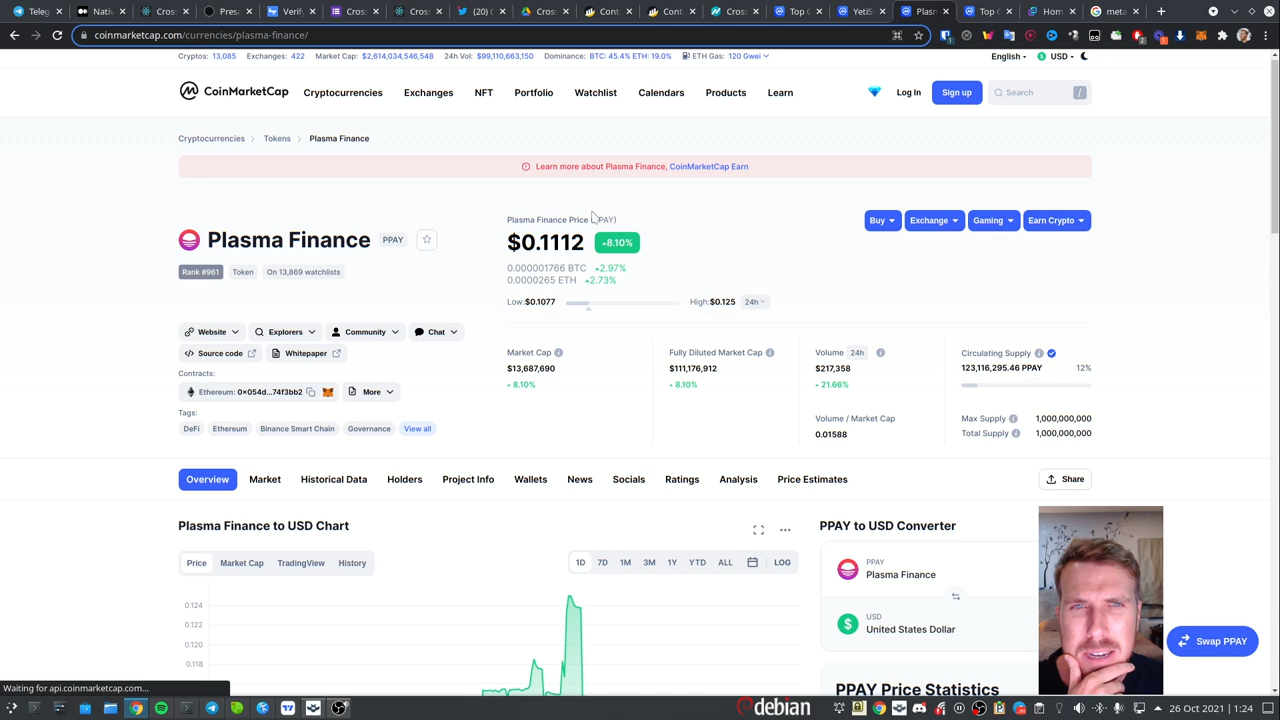 Teleg
(20)
meta
coinmarketcap.com/currencies/plasma-finance/
Cryptos: 13,085 Exchanges: 422 Market Cap: $2,614,034,546,548 24h Vol: $99,110,663,150 Dominance: BTC: 45.4% ETH: 19.0% ETH Gas: 120 Gwei English USD
CoinMarketCap Cryptocurrencies Exchanges NFT Portfolio Watchlist Calendars Products Learn Log In Sign up Search /
Cryptocurrencies > Tokens > Plasma Finance
Learn more about Plasma Finance, CoinMarketCap Earn
Plasma Finance Price (PPAY)
Buy Exchange Gaming Earn Crypto
Plasma Finance PPAY
$0.1112 8.10%
Rank #961 Token On 13,869 watchlists
0.000001766 BTC 2.97%
0.0000265 ETH 2.73%
Low:$0.1077 High:$0.125 24h
Website Explorers Community Chat
Source code Whitepaper
Contracts:
Ethereum: 0x054d...74f3bb2 More
Tags:
DeFi Ethereum Binance Smart Chain Governance View all
Market Cap
$13,687,690
8.10%
Fully Diluted Market Cap
$111,176,912
8.10%
Volume 24h
$217,358
21.66%
Volume / Market Cap
0.01588
Circulating Supply
123,116,295.46 PPAY 12%
Max Supply 1,000,000,000
Total Supply 1,000,000,000
Overview Market Historical Data Holders Project Info Wallets News Socials Ratings Analysis Price Estimates Share
Plasma Finance to USD Chart
Price Market Cap TradingView History
1D 7D 1M 3M 1Y YTD ALL LOG
0.124
0.122
0.120
0.118
PPAY to USD Converter
PPAY
Plasma Finance
USD
United States Dollar
Swap PPAY
PPAY Price Statistics
Waiting for api.coinmarketcap.com...
debian
26 Oct 2021 1:24